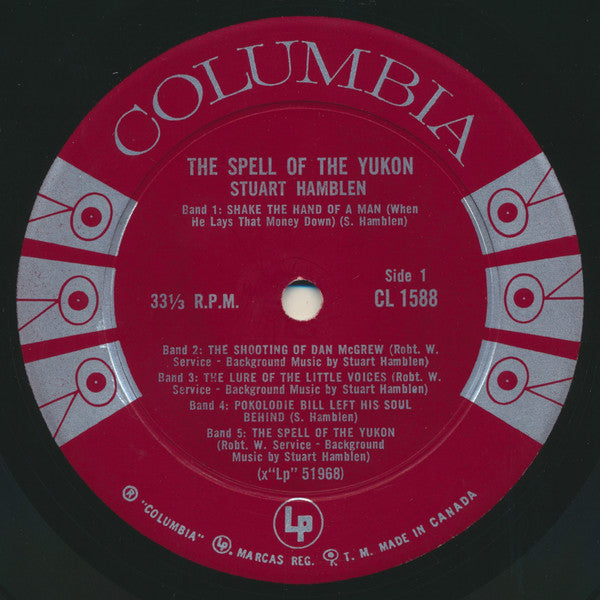 COLUMBIA
THE SPELL OF THE YUKON
STUART HAMBLEN
Band 1: SHAKE THE HAND OF A MAN (When
He Lays That Money Down) (S. Hamblen)
Side 1
33⅓ R.P.M. CL 1588
Band 2: THE SHOOTING OF DAN McGREW (Robt. W.
Service - Background Music by Stuart Hamblen)
Band 3: THE LURE OF THE LITTLE VOICES (Robt. W.
Service - Background Music by Stuart Hamblen)
Band 4: POKOLODIE BILL LEFT HIS SOUL
BEHIND (S. Hamblen)
Band 5: THE SPELL OF THE YUKON
(Robt. W. Service - Background
Music by Stuart Hamblen)
(x"Lp" 51968)
Lp
® "COLUMBIA" Lp. MARCAS REG. T. M. MADE IN CANADA